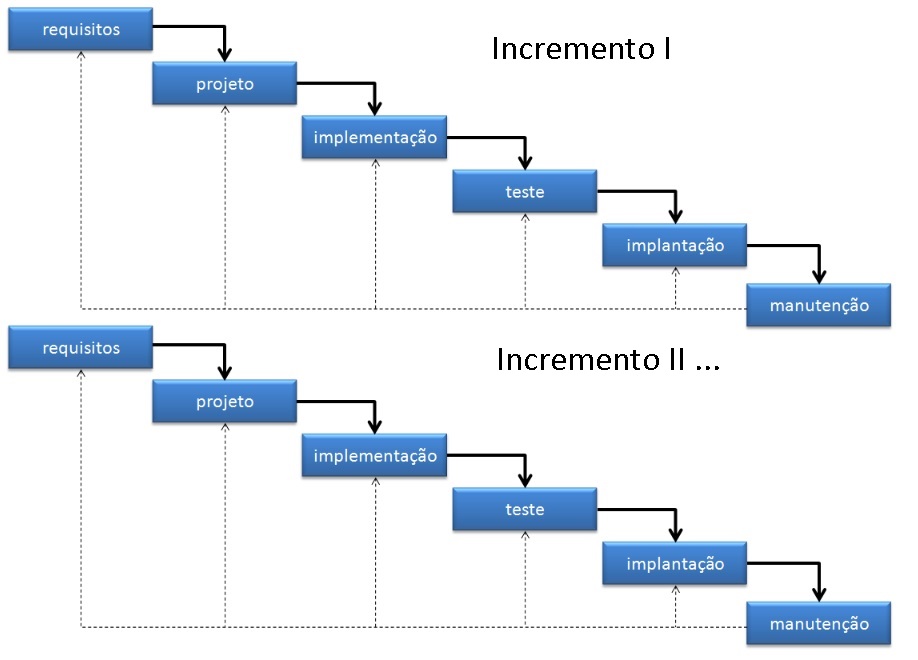 requisitos
Incremento I
projeto
implementação
teste
implantação
manutenção
requisitos
Incremento II ...
projeto
implementação
teste
implantação
manutenção